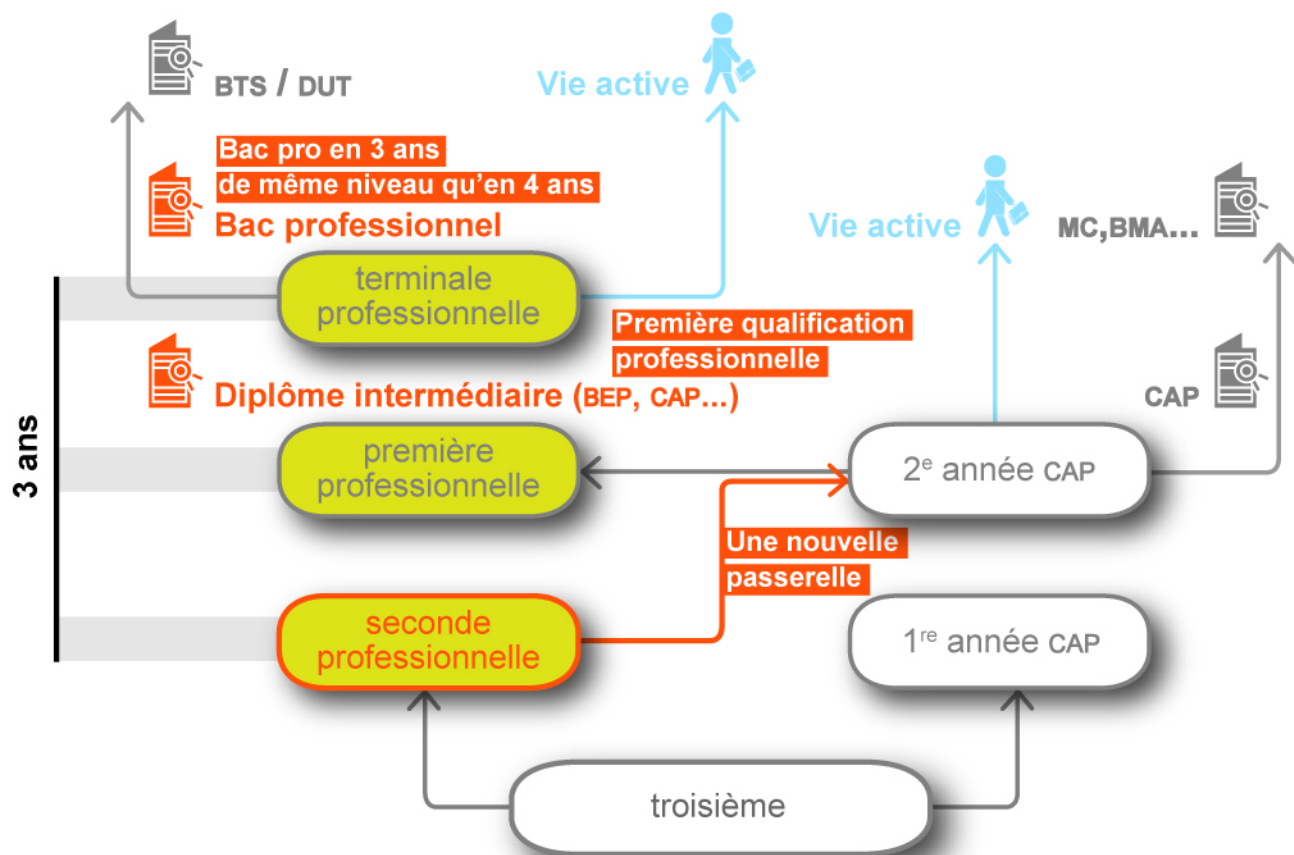 BTS / DUT
Vie active
Bac pro en 3 ans
de même niveau qu’en 4 ans
Bac professionnel
Vie active
MC,BMA...
terminale
professionnelle
Première qualification
professionnelle
Diplôme intermédiaire (BEP, CAP...)
CAP
3 ans
première
professionnelle
2e année CAP
Une nouvelle
passerelle
seconde
professionnelle
1re année CAP
troisième